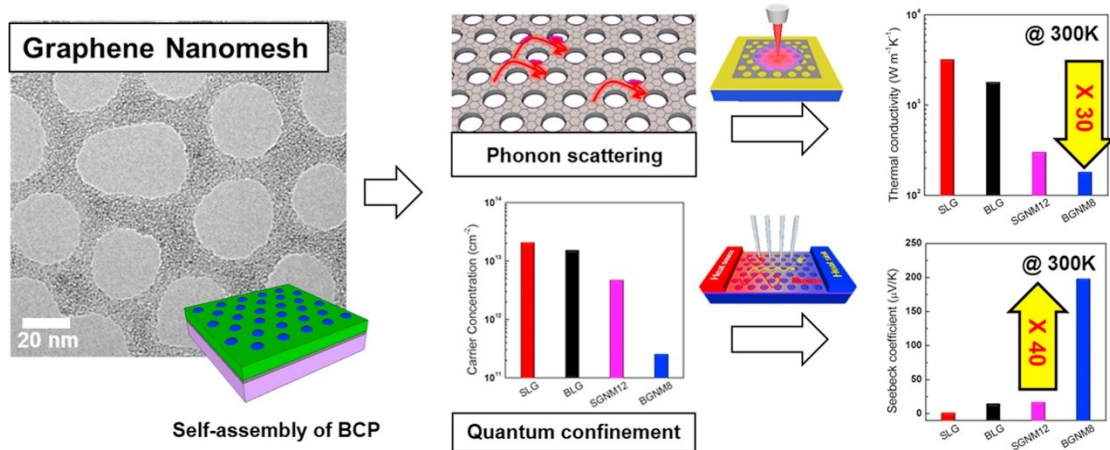 Graphene Nanomesh
20 nm
Self-assembly of BCP
Phonon scattering
Carrier Concentration (cm⁻²)
10¹⁴
10¹³
10¹²
10¹¹
SLG
BLG
SGNM12
BGNM8
Quantum confinement
Heat
Heat
@ 300K
Thermal conductivity (W m⁻¹K⁻¹)
10⁴
10³
10²
X 30
SLG
BLG
SGNM12
BGNM8
@ 300K
Seebeck coefficient (μV/K)
250
200
150
100
50
0
X 40
SLG
BLG
SGNM12
BGNM8